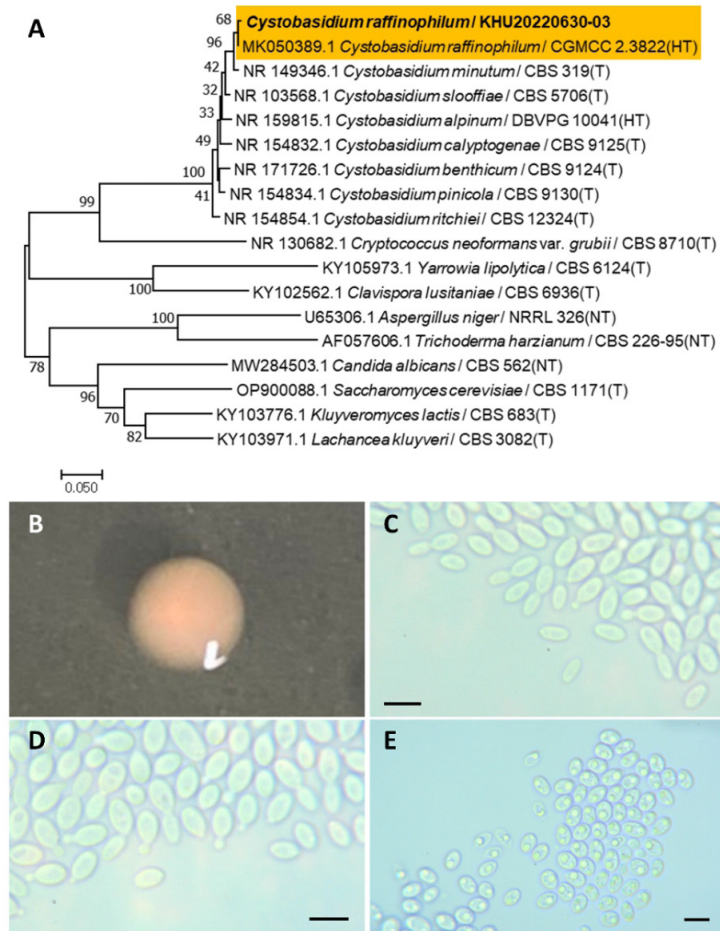 A
68
Cystobasidium raffinophilum/ KHU20220630-03
96
MK050389.1 Cystobasidium raffinophilum/ CGMCC 2.3822(HT)
42
NR 149346.1 Cystobasidium minutum/ CBS 319(T)
32
NR 103568.1 Cystobasidium slooffiae/ CBS 5706(T)
33
NR 159815.1 Cystobasidium alpinum/ DBVPG 10041(HT)
49
NR 154832.1 Cystobasidium calyptogenae/ CBS 9125(T)
100
NR 171726.1 Cystobasidium benthicum/ CBS 9124(T)
41
NR 154834.1 Cystobasidium pinicola/ CBS 9130(T)
99
NR 154854.1 Cystobasidium ritchiei/ CBS 12324(T)
NR 130682.1 Cryptococcus neoformans var. grubii/ CBS 8710(T)
KY105973.1 Yarrowia lipolytica/ CBS 6124(T)
100
KY102562.1 Clavispora lusitaniae/ CBS 6936(T)
100
U65306.1 Aspergillus niger/ NRRL 326(NT)
AF057606.1 Trichoderma harzianum/ CBS 226-95(NT)
78
MW284503.1 Candida albicans/ CBS 562(NT)
96
OP900088.1 Saccharomyces cerevisiae/ CBS 1171(T)
70
KY103776.1 Kluyveromyces lactis/ CBS 683(T)
82
KY103971.1 Lachancea kluyveri/ CBS 3082(T)
0.050
B
C
D
E